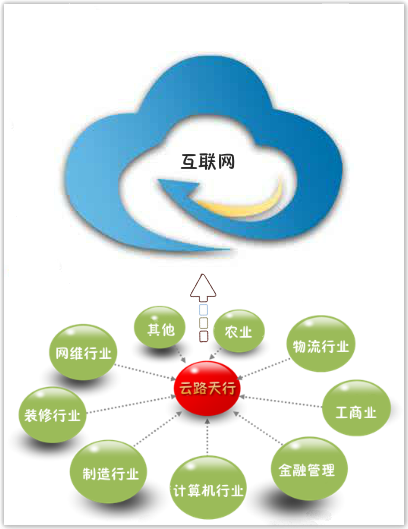 互联网
其他
农业
网维行业
物流行业
云路天行
装修行业
工商业
制造行业
金融管理
计算机行业